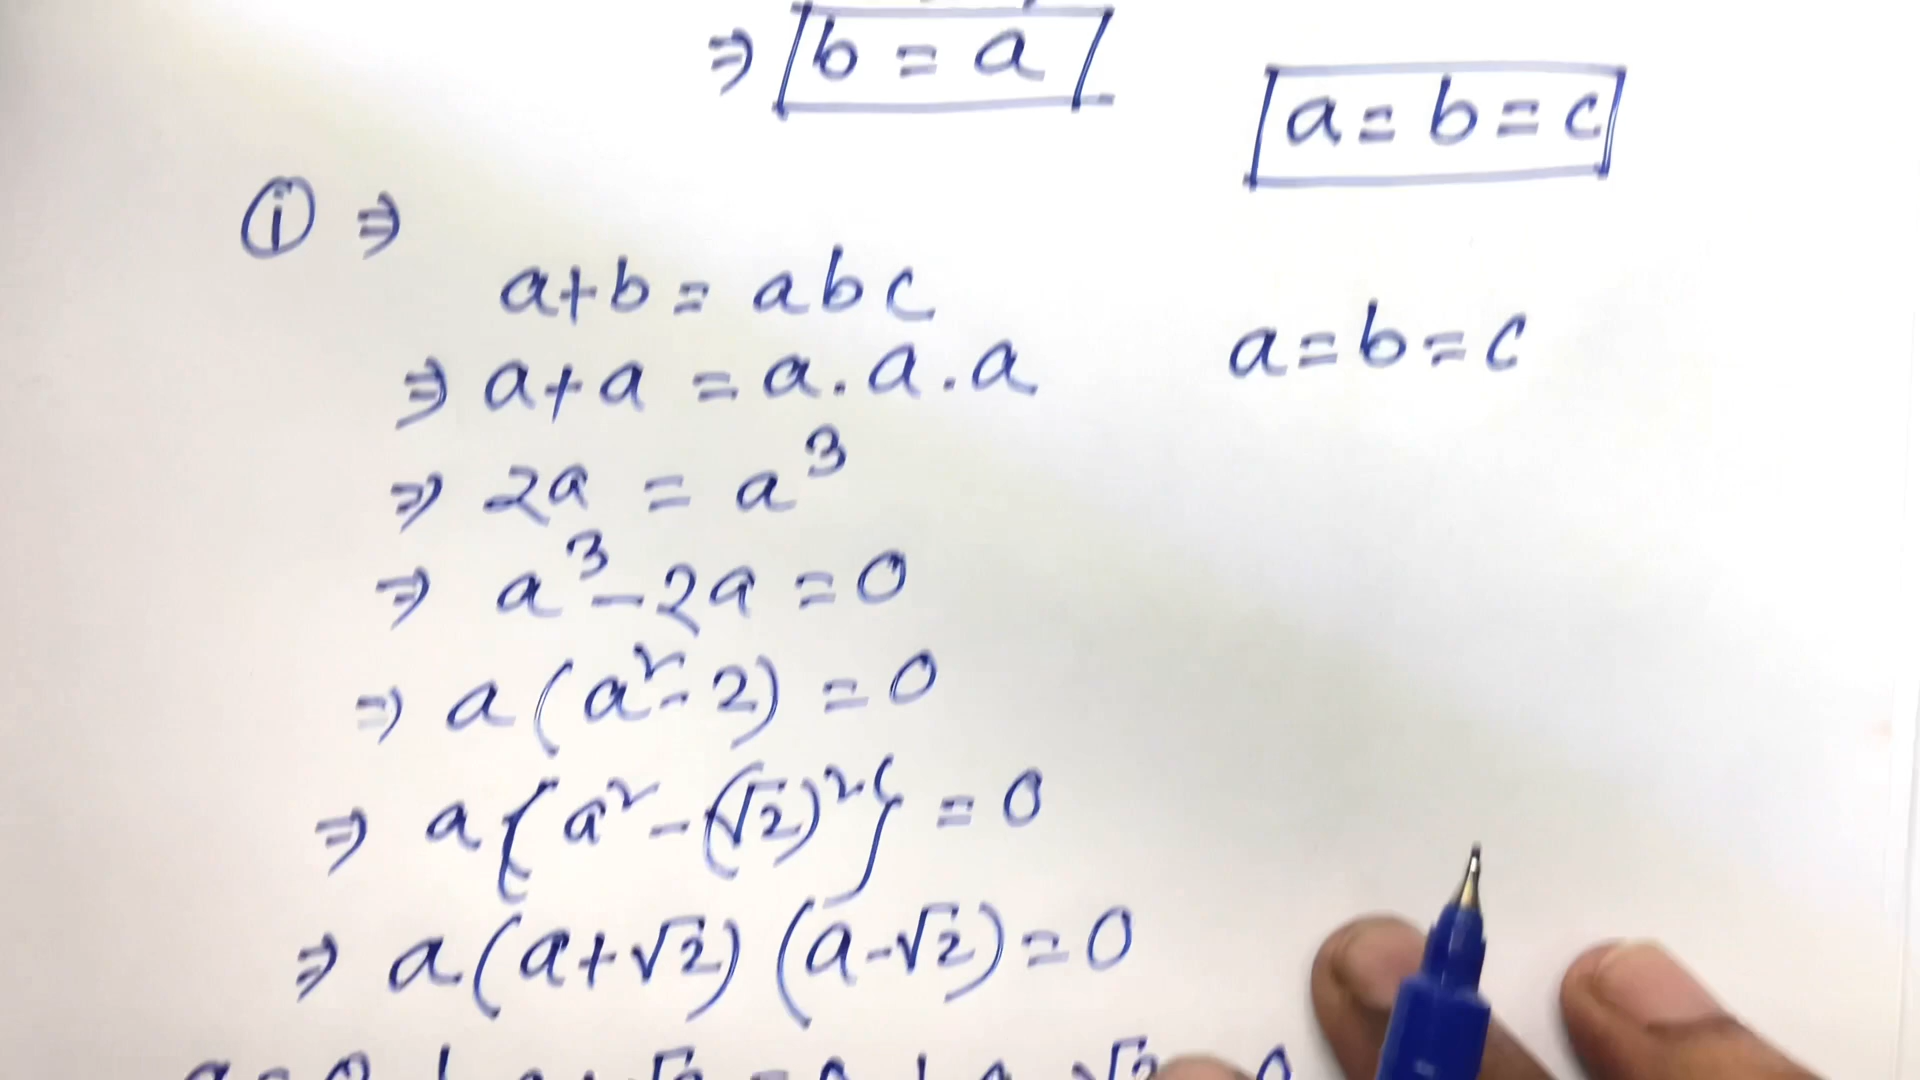 ⇒ b = a
a = b = c
ⓘ ⇒
a+b = abc
a=b=c
⇒ a+a = a.a.a
⇒ 2a = a³
⇒ a³-2a = 0
⇒ a(a²-2) = 0
⇒ a{a²-(√2)²} = 0
⇒ a(a+√2)(a-√2) = 0